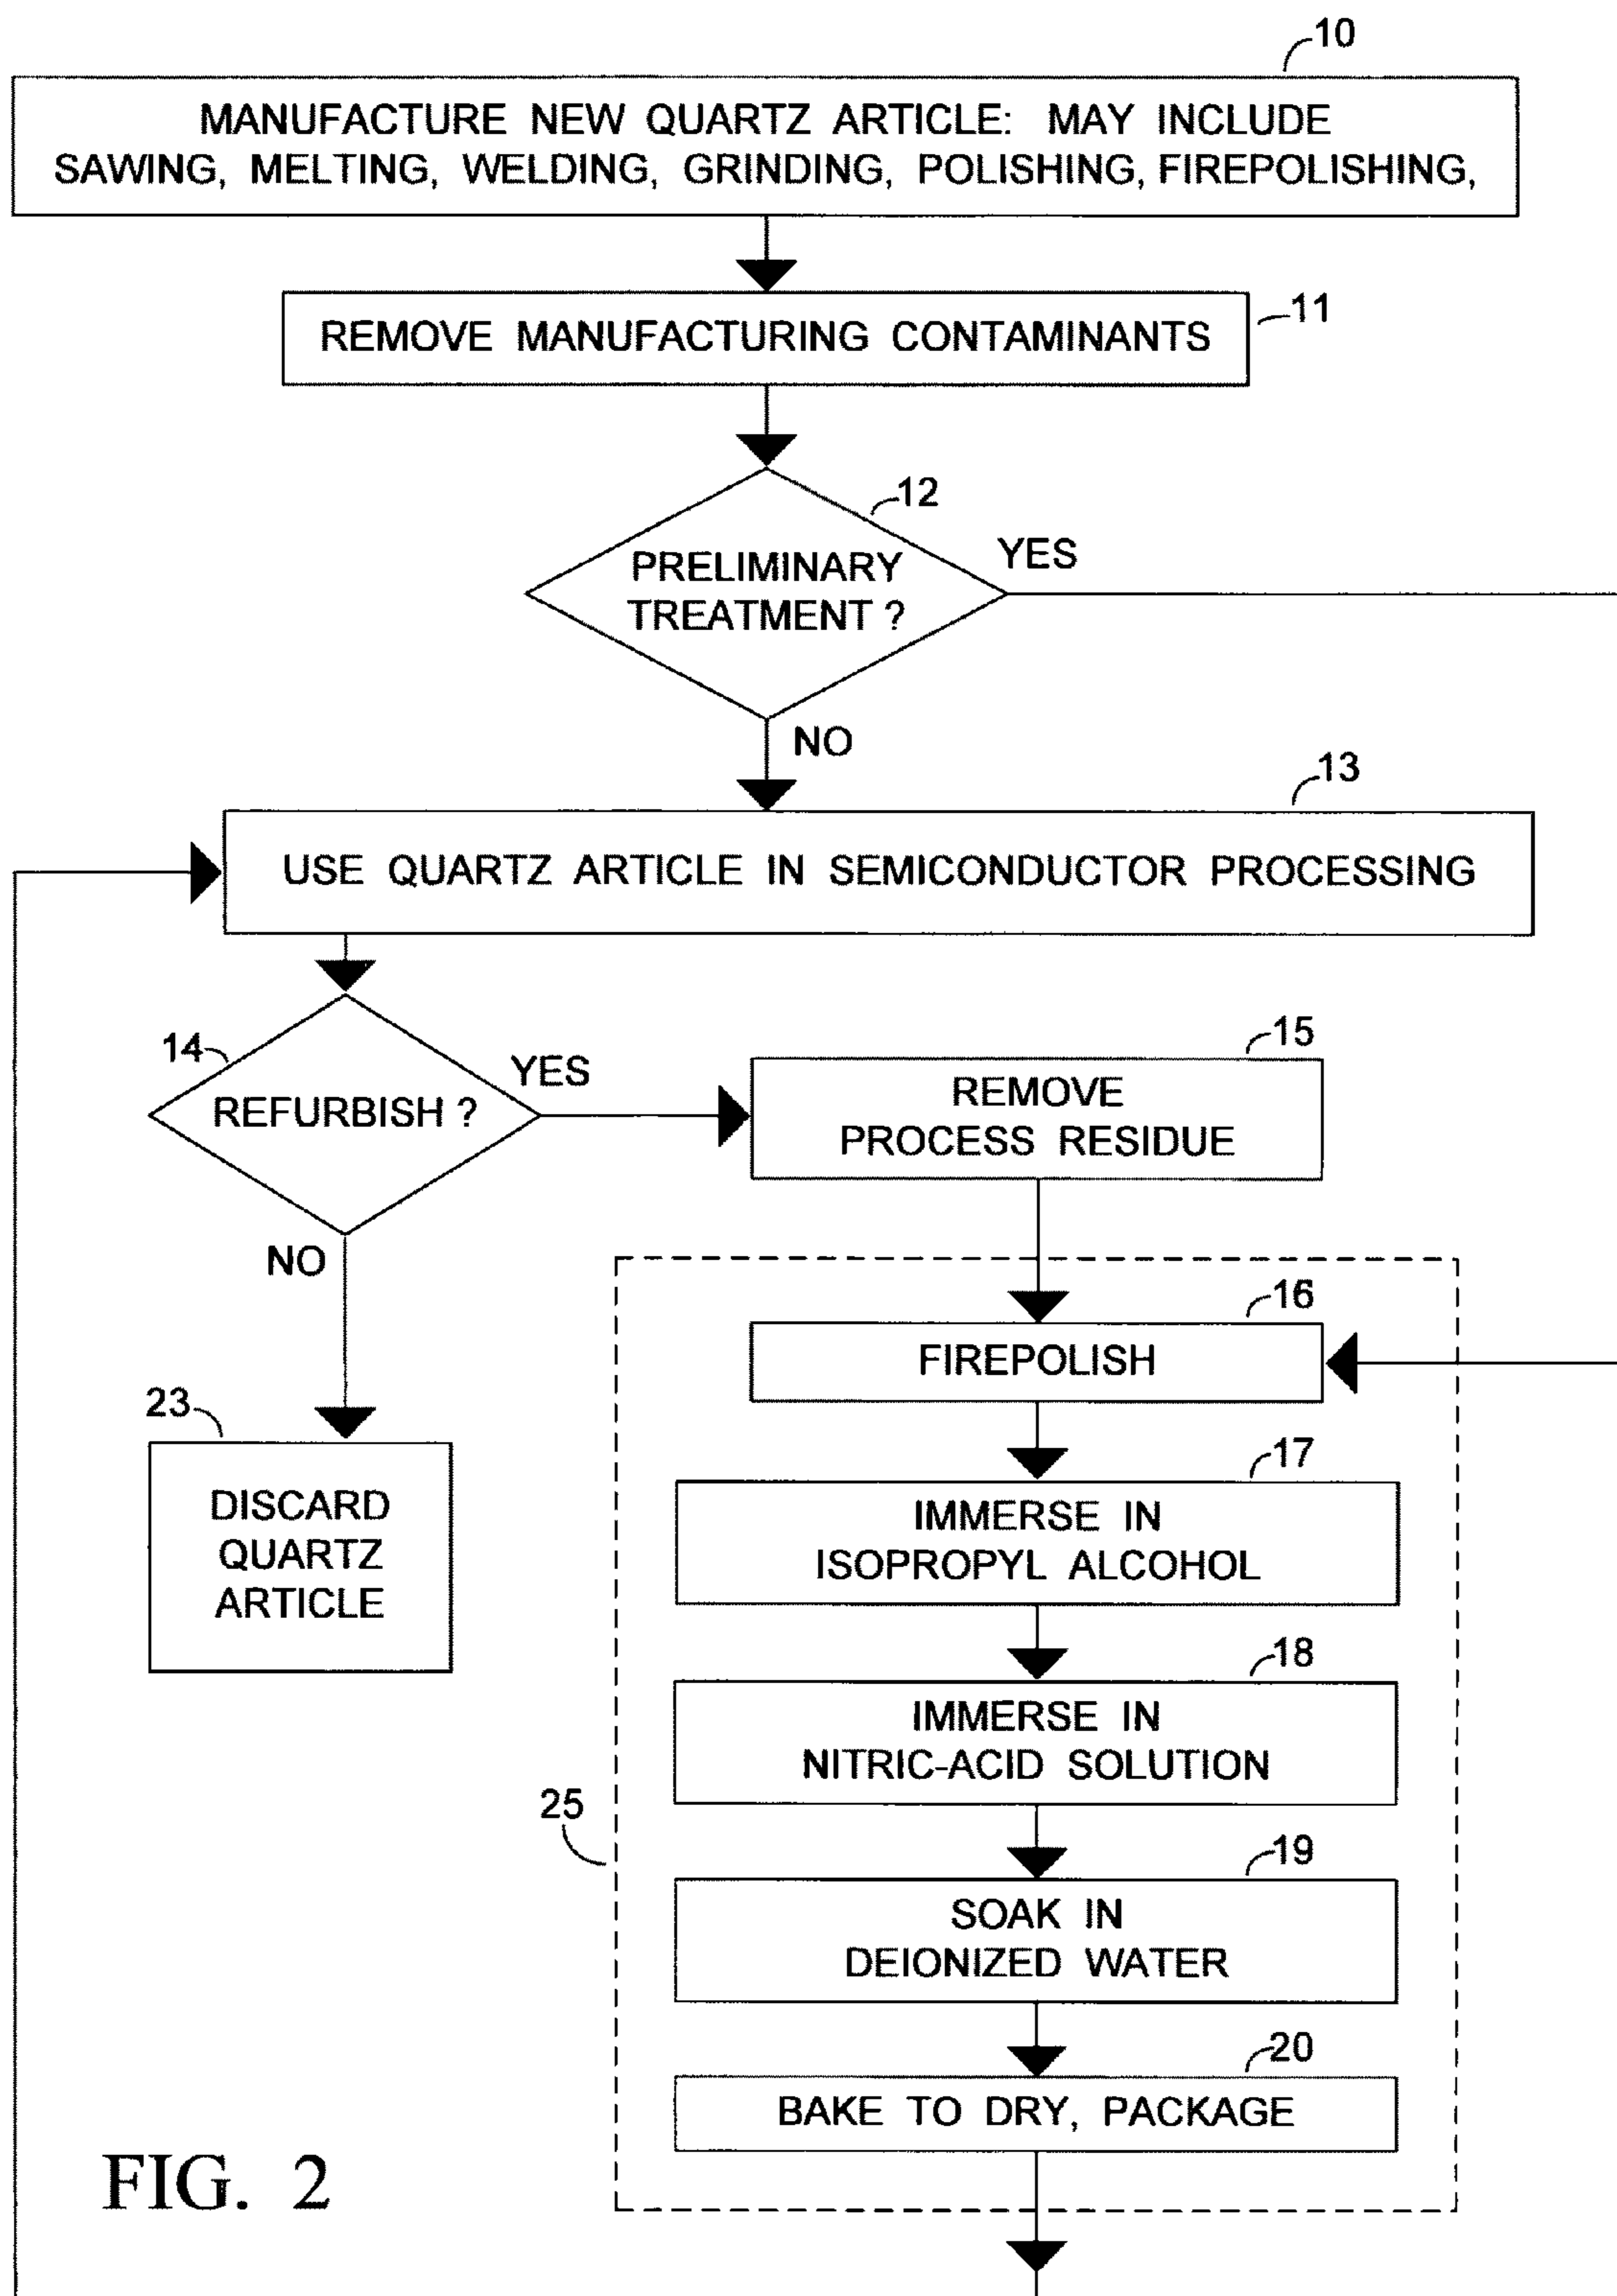 10
MANUFACTURE NEW QUARTZ ARTICLE: MAY INCLUDE
SAWING, MELTING, WELDING, GRINDING, POLISHING, FIREPOLISHING,
11
REMOVE MANUFACTURING CONTAMINANTS
12
PRELIMINARY
TREATMENT ?
YES
NO
13
USE QUARTZ ARTICLE IN SEMICONDUCTOR PROCESSING
14
REFURBISH ?
YES
NO
15
REMOVE
PROCESS RESIDUE
16
FIREPOLISH
23
DISCARD
QUARTZ
ARTICLE
17
IMMERSE IN
ISOPROPYL ALCOHOL
18
IMMERSE IN
NITRIC-ACID SOLUTION
25
19
SOAK IN
DEIONIZED WATER
20
BAKE TO DRY, PACKAGE
FIG. 2